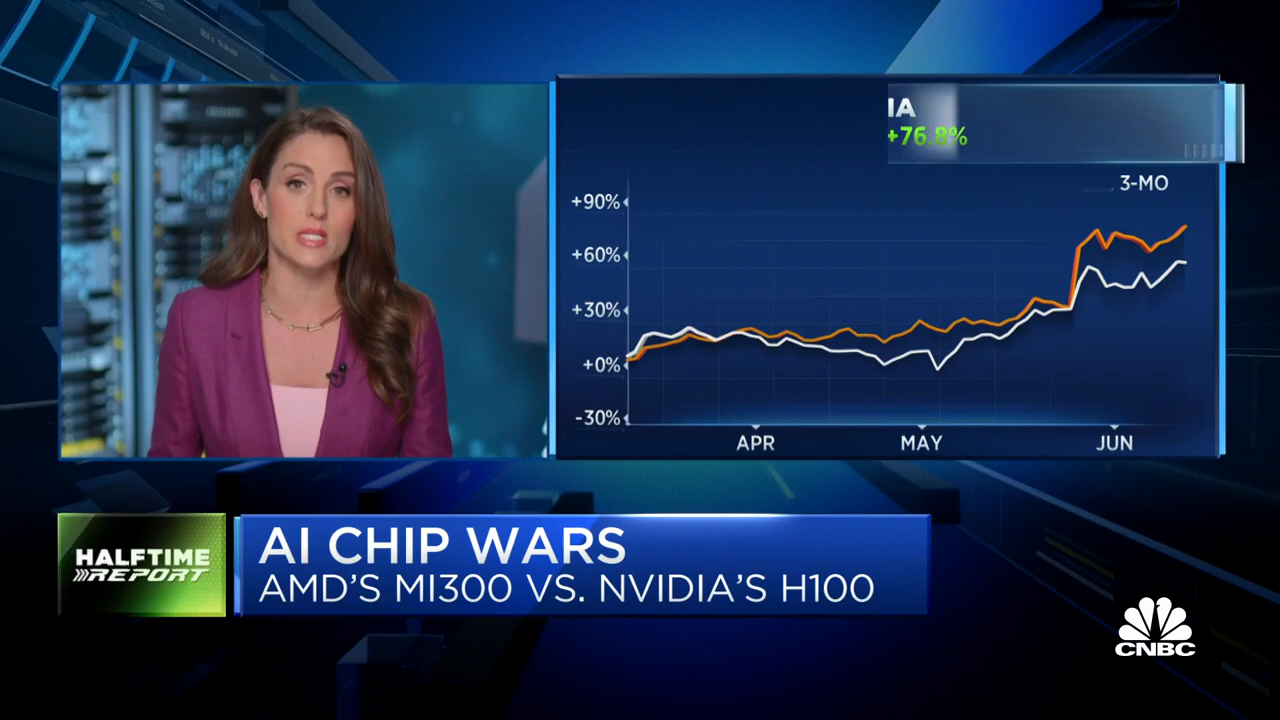 IA
+76.8%
3-MO
+90%
+60%
+30%
+0%
-30%
APR MAY JUN
HALFTIME
REPORT
AI CHIP WARS
AMD'S MI300 VS. NVIDIA'S H100
CNBC